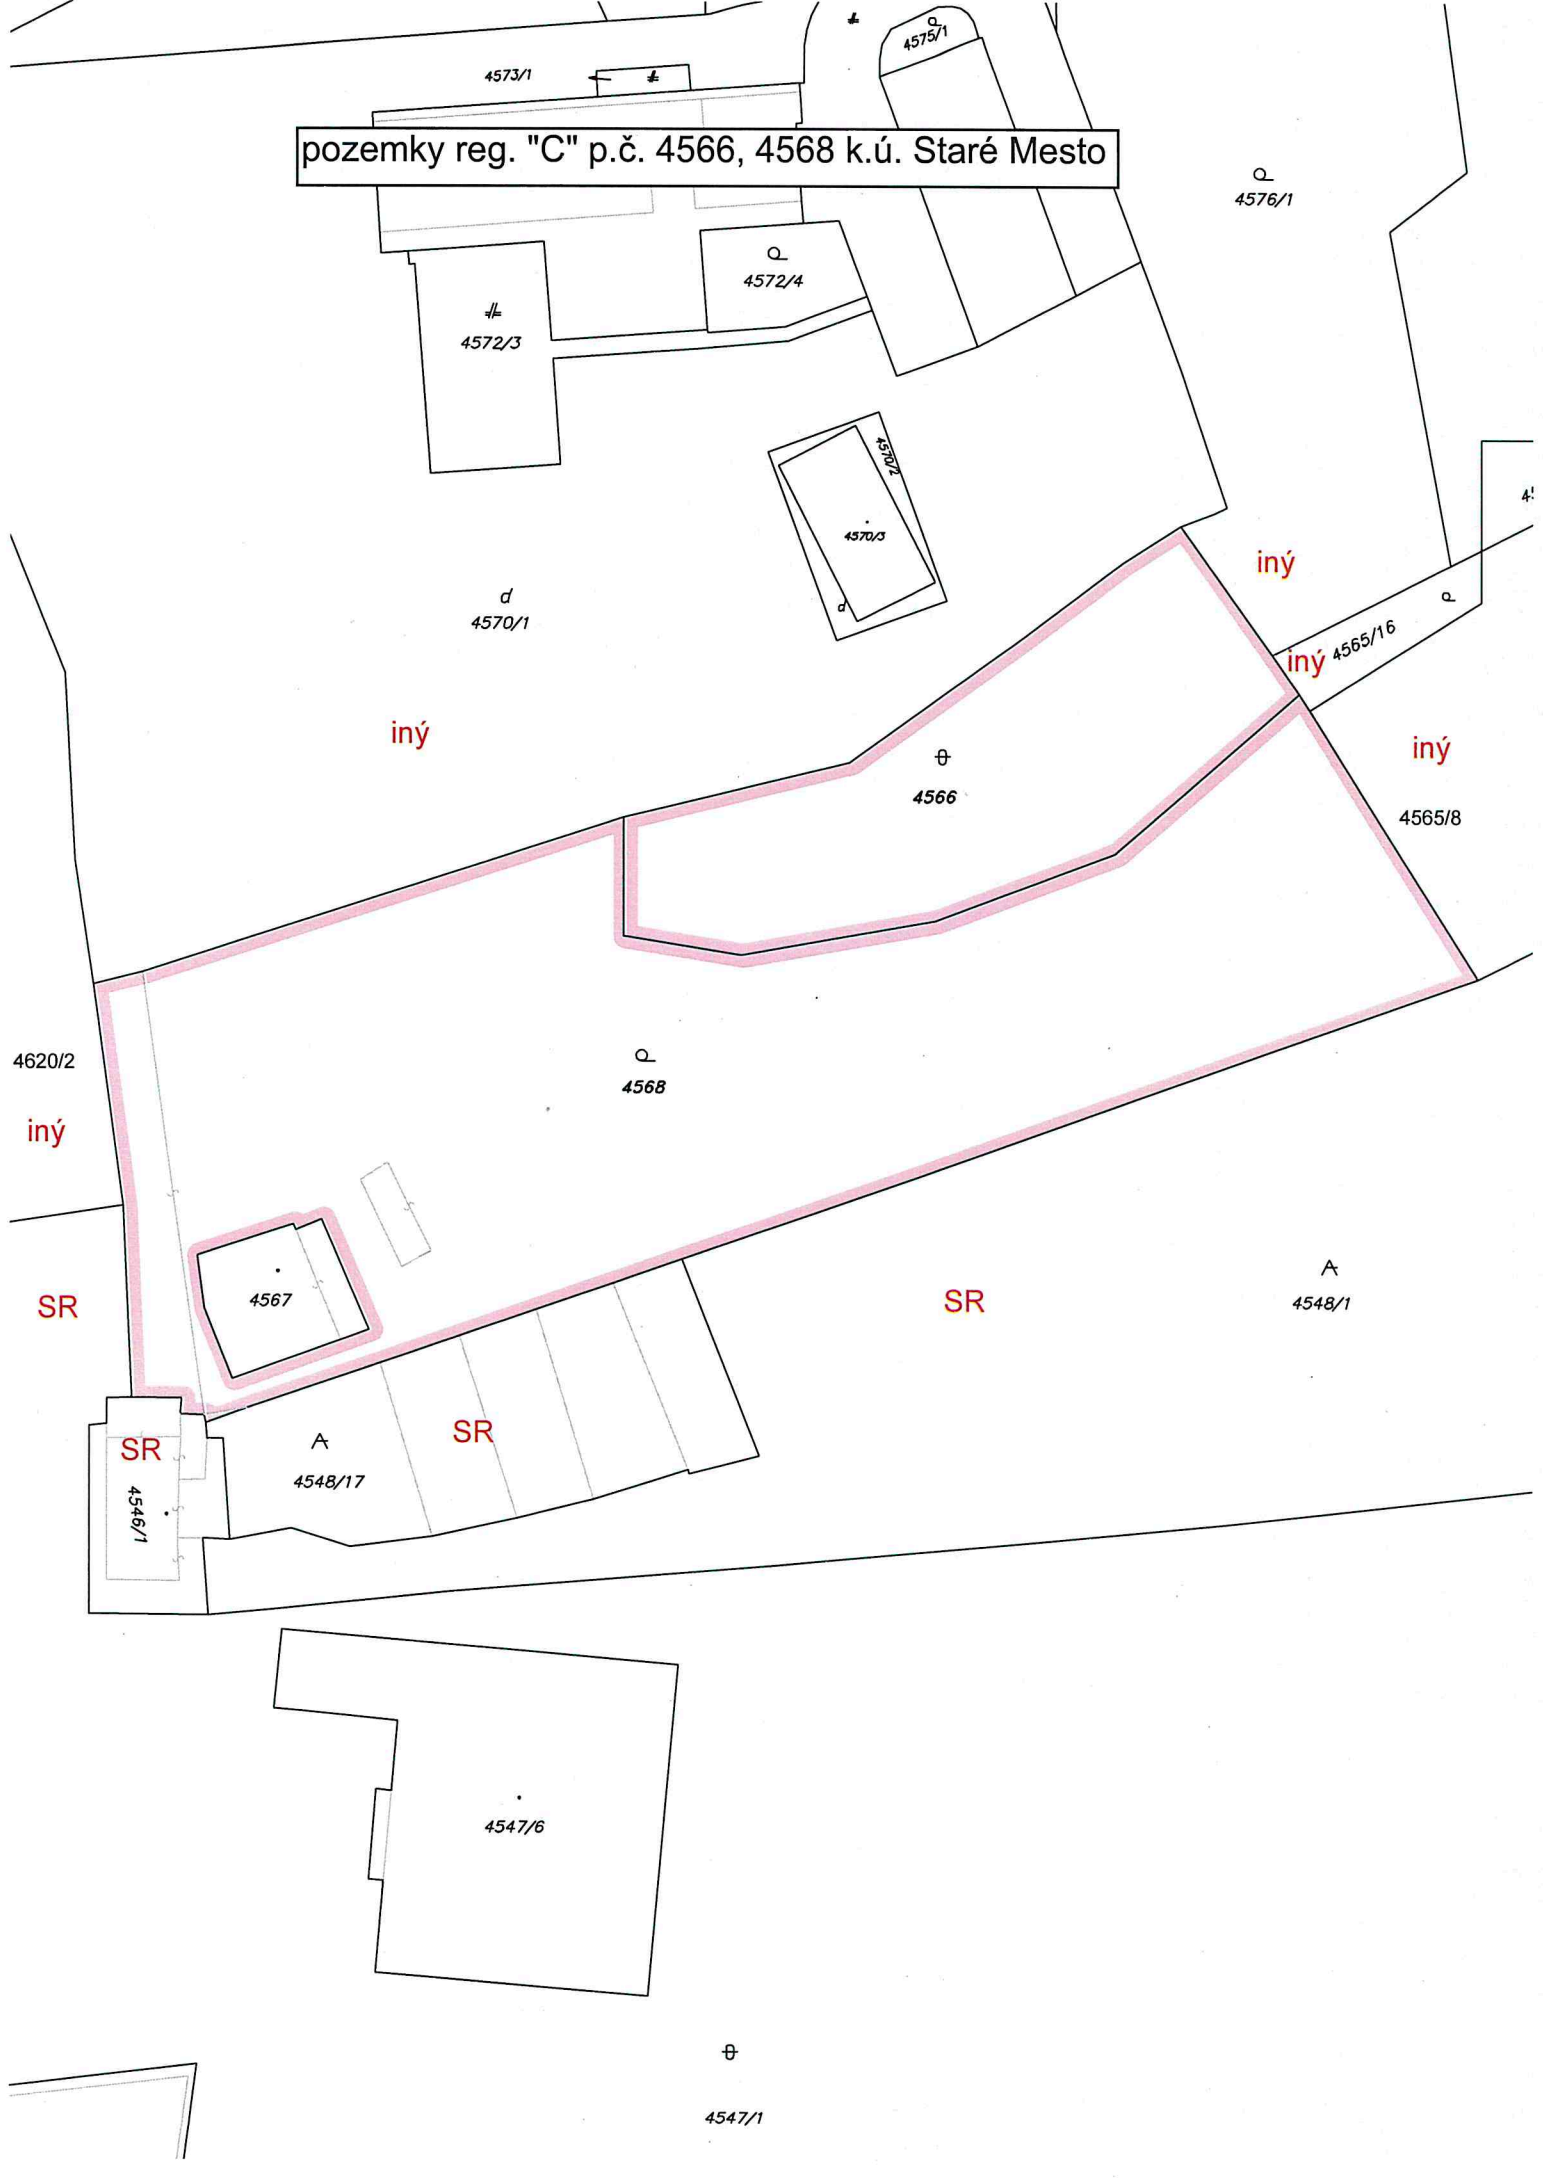 4575/1
4573/1
pozemky reg. "C" p.č. 4566, 4568 k.ú. Staré Mesto
4576/1
4572/4
4572/3
4570/2
4570/3
iný
4570/1
4565/16
iný
iný
iný
4566
4565/8
4620/2
4568
iný
4567
SR
SR
4548/1
SR
SR
4548/17
4546/1
4547/6
4547/1